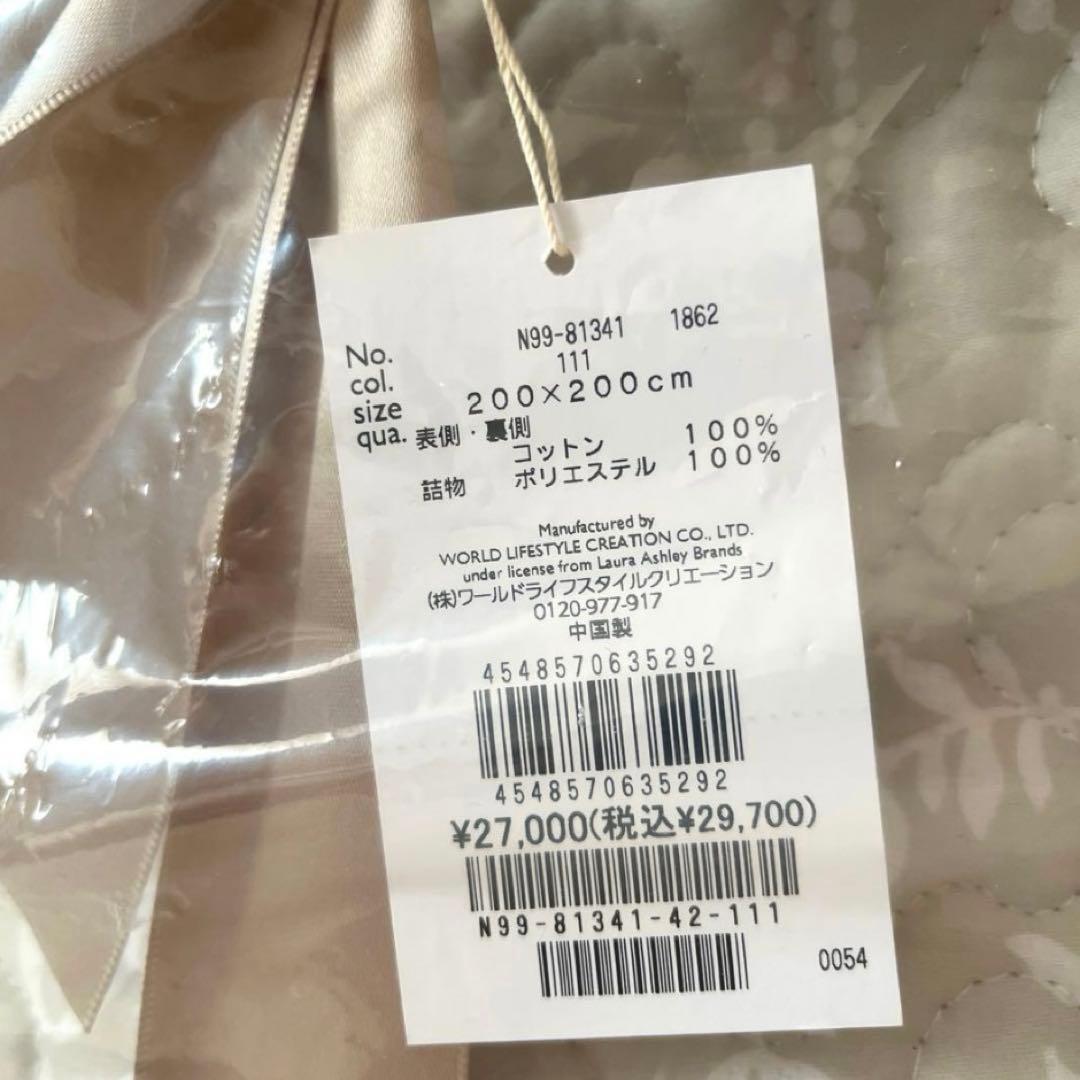 No. N99-81341 1862
col. 111
size 200×200cm
qua. 表側・裏側
コットン 100%
詰物 ポリエステル 100%
Manufactured by
WORLD LIFESTYLE CREATION CO., LTD.
under license from Laura Ashley Brands
(株)ワールドライフスタイルクリエーション
0120-977-917
中国製
4548570635292
4548570635292
¥27,000(税込¥29,700)
N99-81341-42-111
0054